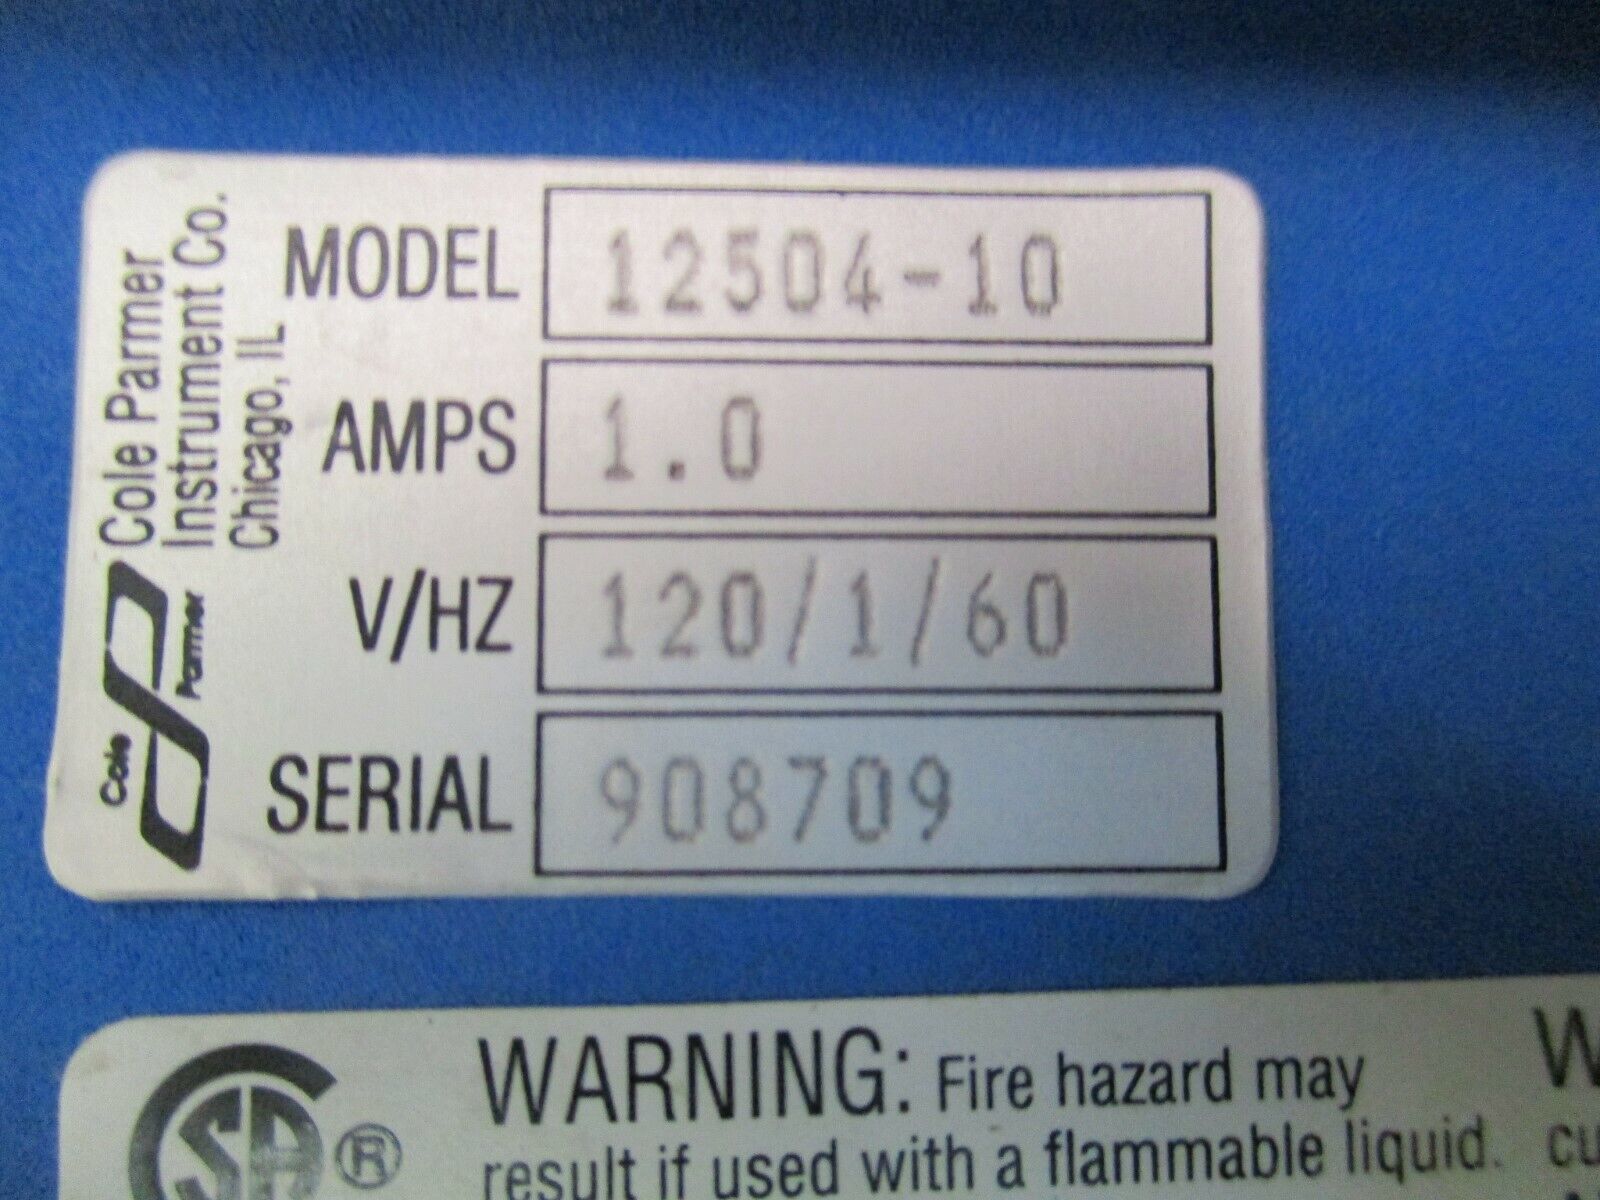 Cole Parmer
Instrument Co.
Chicago, IL
Cole
Parmer
MODEL 12504-10
AMPS 1.0
V/HZ 120/1/60
SERIAL 908709
WARNING: Fire hazard may
result if used with a flammable liquid.
SA ®